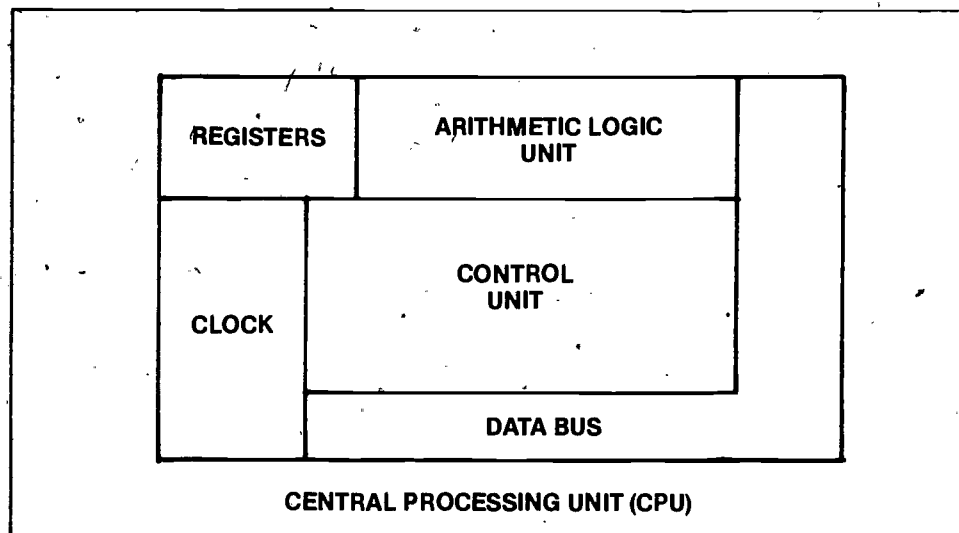 REGISTERS
ARITHMETIC LOGIC
UNIT
CONTROL
UNIT
CLOCK
DATA BUS
CENTRAL PROCESSING UNIT (CPU)